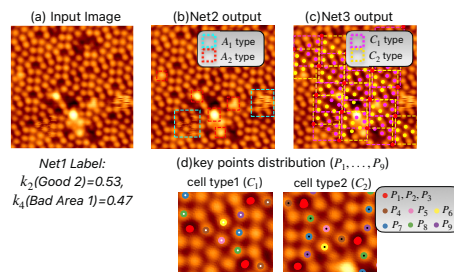 (a) Input Image
(b)Net2 output
(c) Net3 output
A₁ type
A₂ type
C₁ type
C₂ type
Net1 Label:
k₂(Good 2)=0.53,
k₄(Bad Area 1)=0.47
(d)key points distribution (P₁, . . . , P₉)
cell type1 (C₁)
cell type2 (C₂)
P₁, P₂, P₃
P₄ P₅ P₆
P₇ P₈ P₉